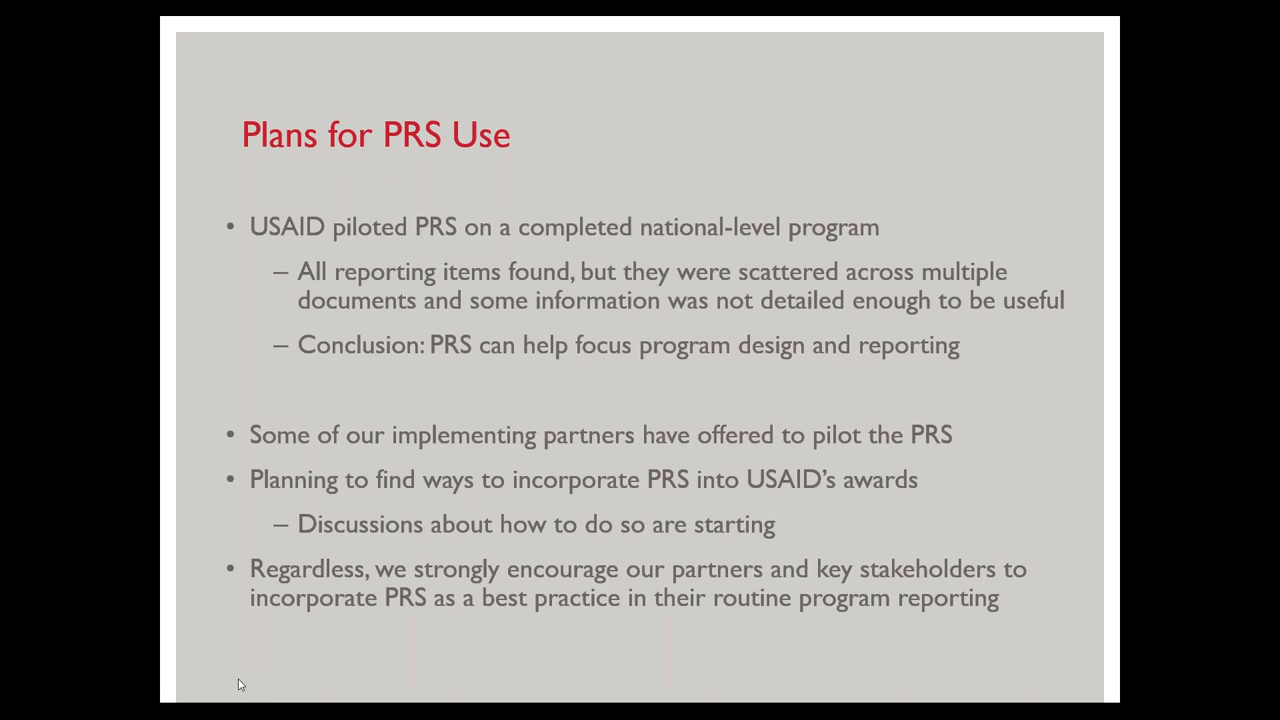 Plans for PRS Use
• USAID piloted PRS on a completed national-level program
– All reporting items found, but they were scattered across multiple
documents and some information was not detailed enough to be useful
– Conclusion: PRS can help focus program design and reporting
• Some of our implementing partners have offered to pilot the PRS
• Planning to find ways to incorporate PRS into USAID’s awards
– Discussions about how to do so are starting
• Regardless, we strongly encourage our partners and key stakeholders to
incorporate PRS as a best practice in their routine program reporting